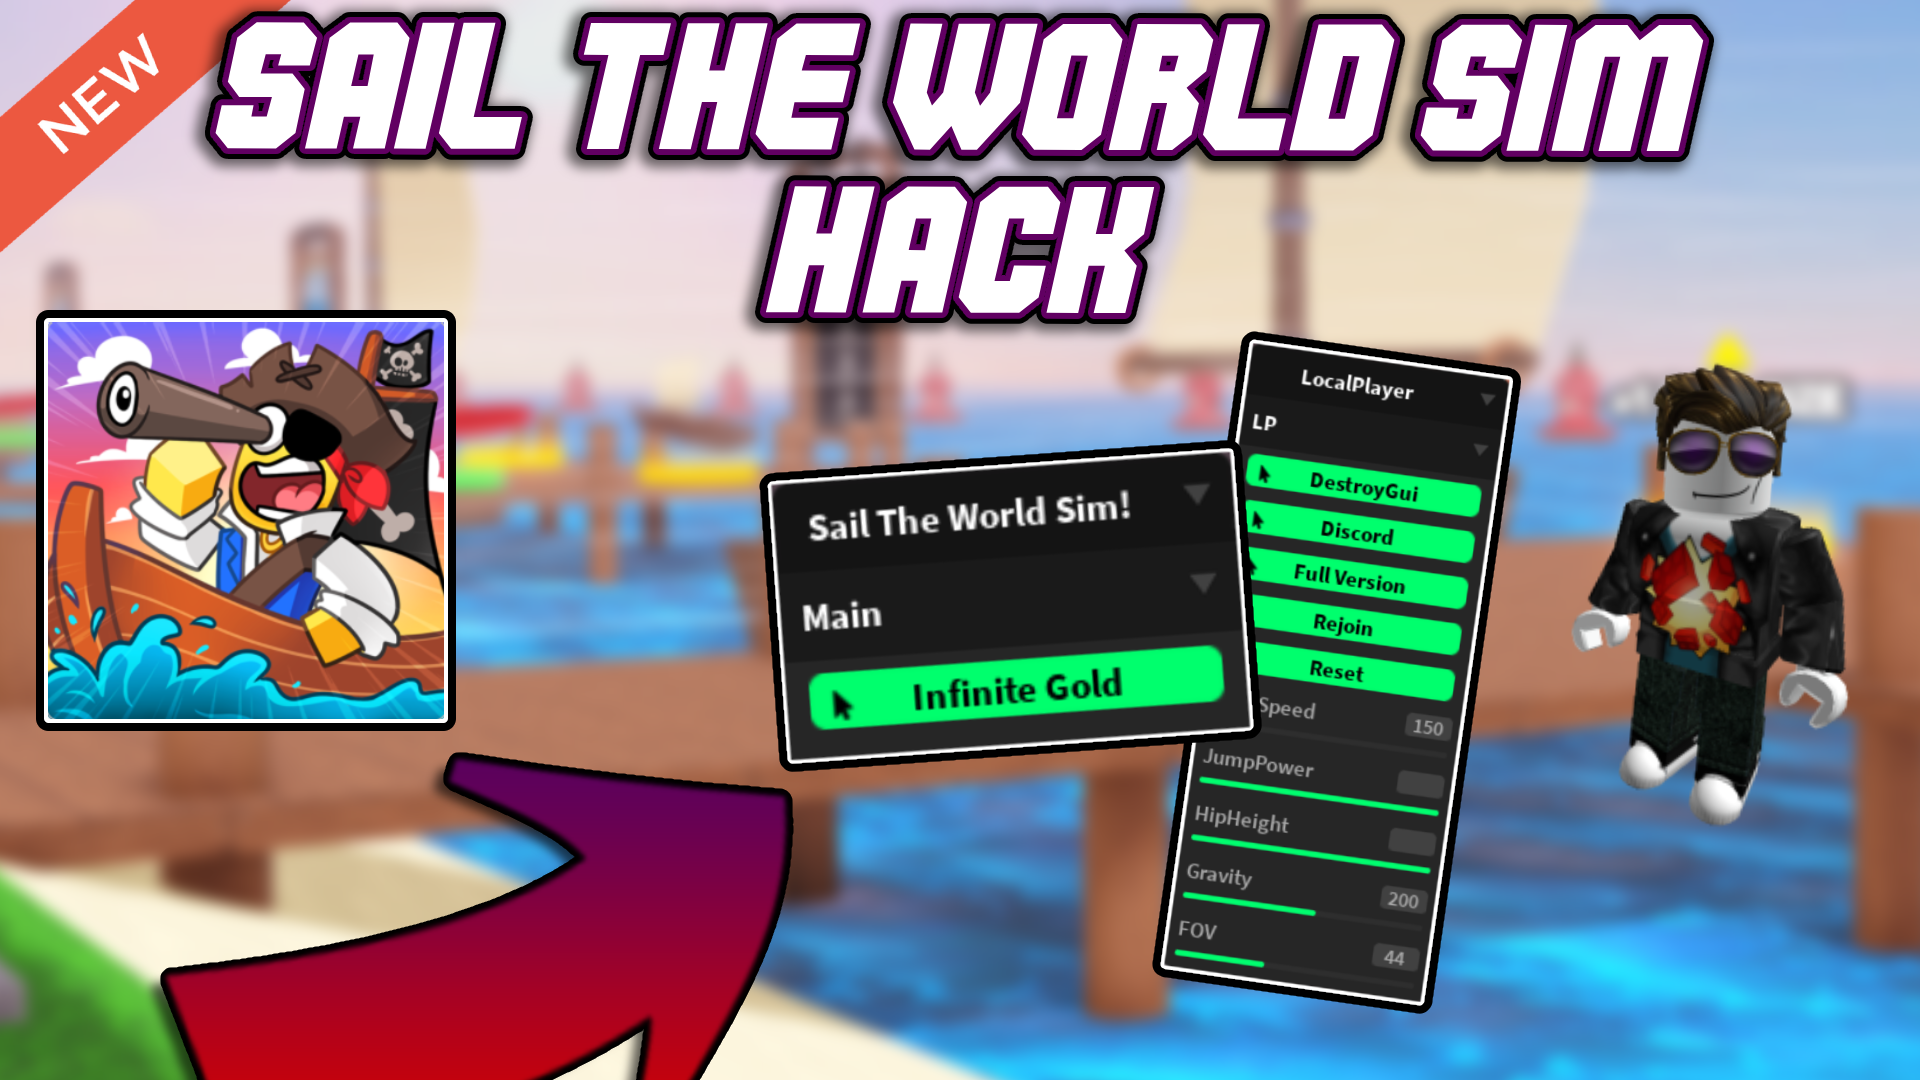 NEW
SAIL THE WORLD SIM
HACK
Sail The World Sim!
Main
Infinite Gold
LocalPlayer
LP
DestroyGui
Discord
Full Version
Rejoin
Reset
Speed
150
JumpPower
HipHeight
Gravity
200
FOV
44